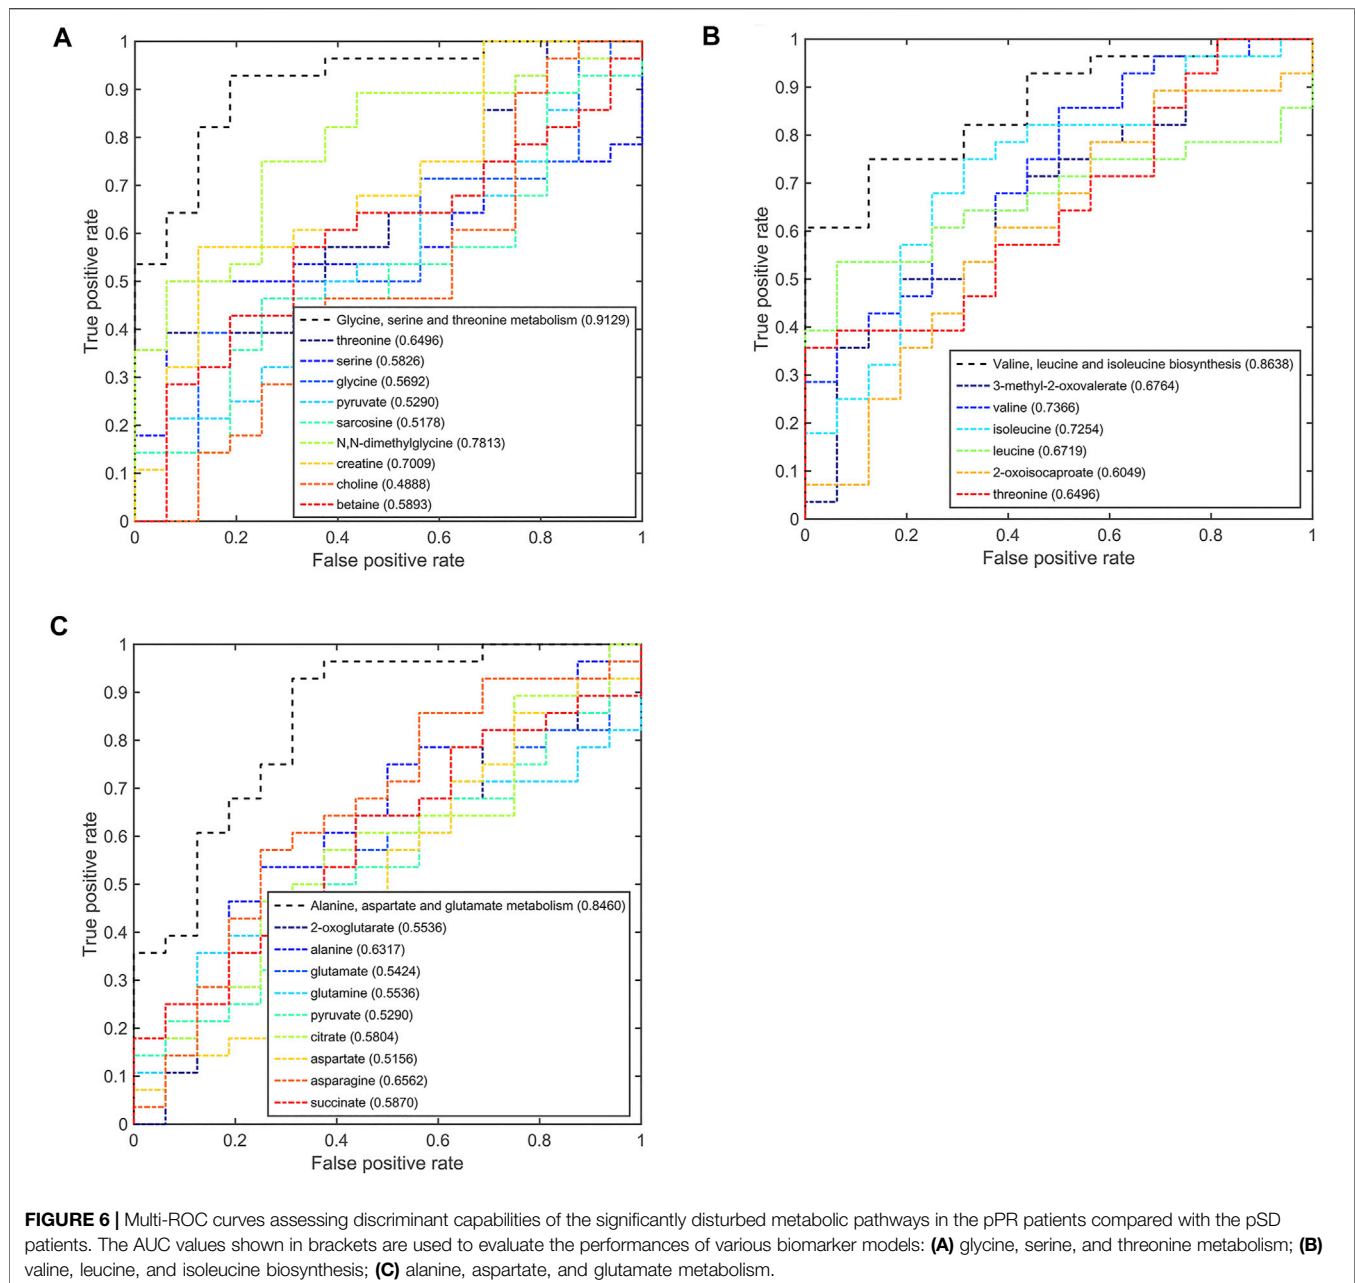 A
1
0.9
0.8
0.7
0.6
0.5
0.4
0.3
0.2
0.1
0
True positive rate
Glycine, serine and threonine metabolism (0.9129)
threonine (0.6496)
serine (0.5826)
glycine (0.5692)
pyruvate (0.5290)
sarcosine (0.5178)
N,N-dimethylglycine (0.7813)
creatine (0.7009)
choline (0.4888)
betaine (0.5893)
0 0.2 0.4 0.6 0.8 1
False positive rate
B
1
0.9
0.8
0.7
0.6
0.5
0.4
0.3
0.2
0.1
0
True positive rate
Valine, leucine and isoleucine biosynthesis (0.8638)
3-methyl-2-oxovalerate (0.6764)
valine (0.7366)
isoleucine (0.7254)
leucine (0.6719)
2-oxoisocaproate (0.6049)
threonine (0.6496)
0 0.2 0.4 0.6 0.8 1
False positive rate
C
1
0.9
0.8
0.7
0.6
0.5
0.4
0.3
0.2
0.1
0
True positive rate
Alanine, aspartate and glutamate metabolism (0.8460)
2-oxoglutarate (0.5536)
alanine (0.6317)
glutamate (0.5424)
glutamine (0.5536)
pyruvate (0.5290)
citrate (0.5804)
aspartate (0.5156)
asparagine (0.6562)
succinate (0.5870)
0 0.2 0.4 0.6 0.8 1
False positive rate
FIGURE 6 | Multi-ROC curves assessing discriminant capabilities of the significantly disturbed metabolic pathways in the pPR patients compared with the pSD
patients. The AUC values shown in brackets are used to evaluate the performances of various biomarker models: (A) glycine, serine, and threonine metabolism; (B)
valine, leucine, and isoleucine biosynthesis; (C) alanine, aspartate, and glutamate metabolism.